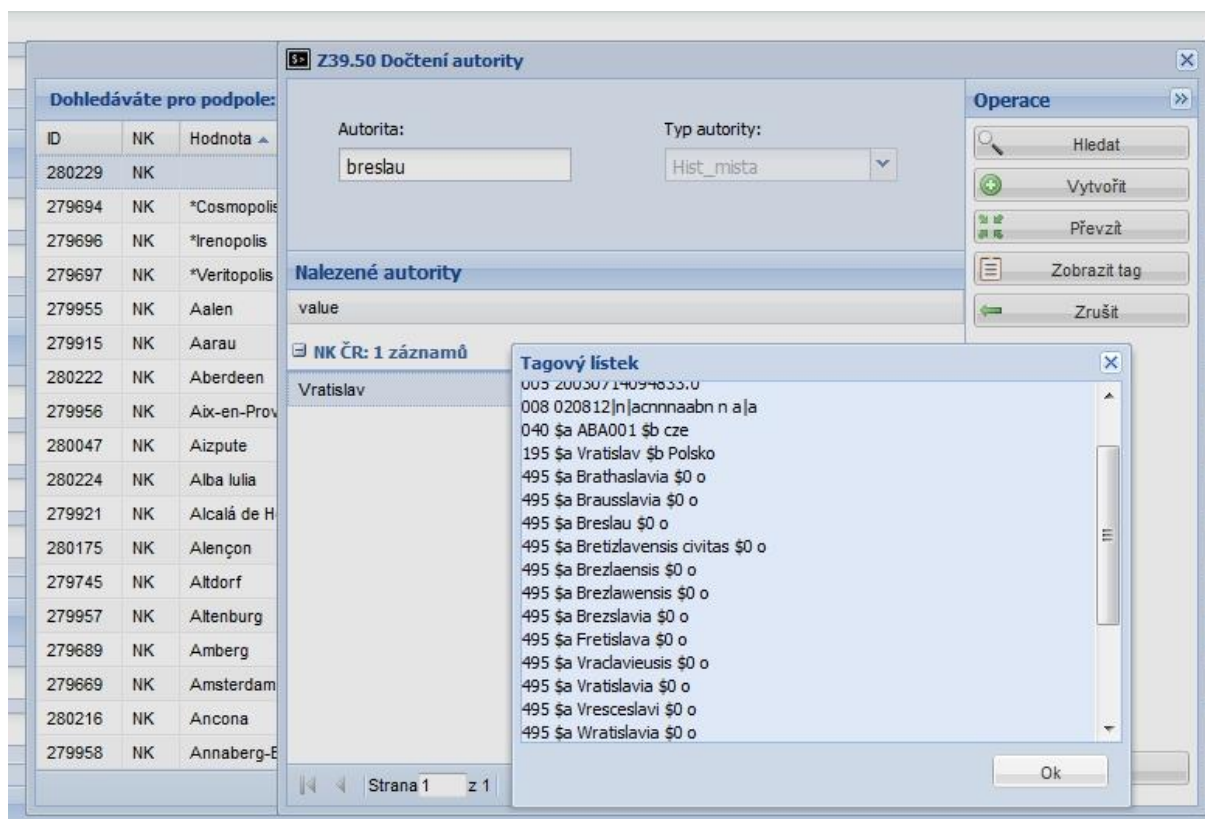 Z39.50 Dočtení autority
Dohledáváte pro podpole:
ID NK Hodnota
280229 NK
279694 NK *Cosmopolis
279696 NK *Irenopolis
279697 NK *Veritopolis
279955 NK Aalen
279915 NK Aarau
280222 NK Aberdeen
279956 NK Aix-en-Prov
280047 NK Aizpute
280224 NK Alba Iulia
279921 NK Alcalá de H
280175 NK Alençon
279745 NK Altdorf
279957 NK Altenburg
279689 NK Amberg
279669 NK Amsterdam
280216 NK Ancona
279958 NK Annaberg-B
Autorita:
breslau
Typ autority:
Hist_mista
Nalezené autority
value
NK ČR: 1 záznamů
Vratislav
Strana 1 z 1
Operace
Hledat
Vytvořit
Převzít
Zobrazit tag
Zrušit
Tagový lístek
005 20030714094833.0
008 020812|n|acnnnaabn n a|a
040 $a ABA001 $b cze
195 $a Vratislav $b Polsko
495 $a Brathaslavia $0 o
495 $a Brausslavia $0 o
495 $a Breslau $0 o
495 $a Bretizlavensis civitas $0 o
495 $a Brezlaensis $0 o
495 $a Brezlawensis $0 o
495 $a Brezslavia $0 o
495 $a Fretislava $0 o
495 $a Vraclavieusis $0 o
495 $a Vratislavia $0 o
495 $a Vresceslavi $0 o
495 $a Wratislavia $0 o
Ok